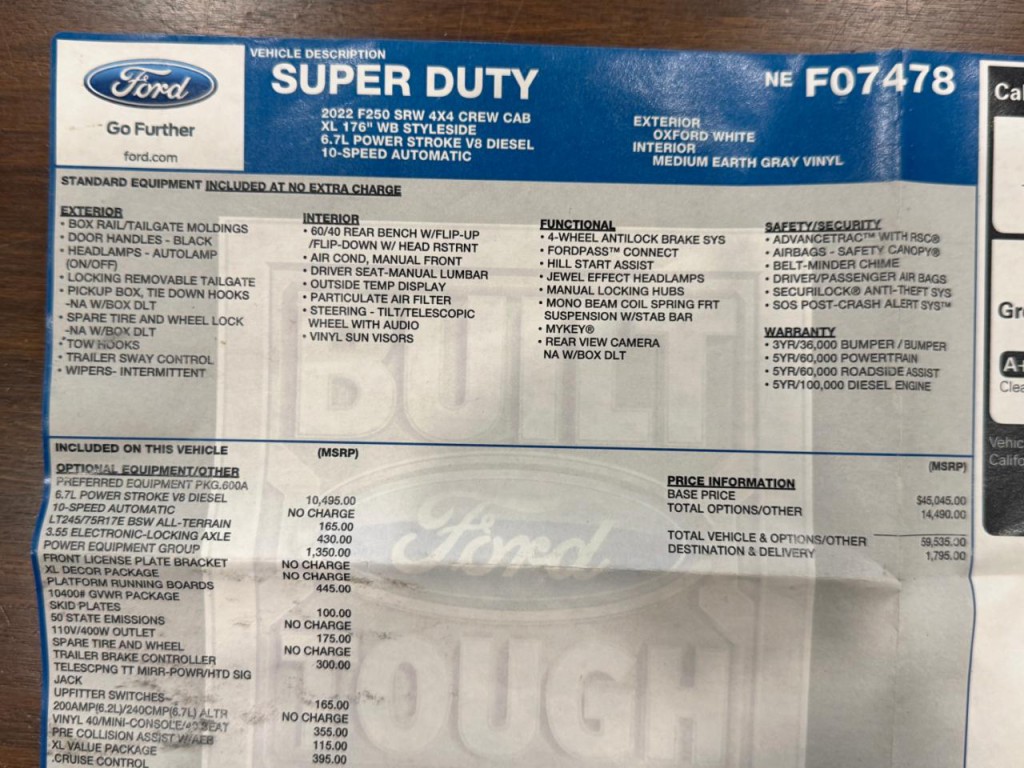 Ford
Go Further
ford.com
VEHICLE DESCRIPTION
SUPER DUTY
2022 F250 SRW 4X4 CREW CAB
XL 176" WB STYLESIDE
6.7L POWER STROKE V8 DIESEL
10-SPEED AUTOMATIC
NE F07478
EXTERIOR
OXFORD WHITE
INTERIOR
MEDIUM EARTH GRAY VINYL
STANDARD EQUIPMENT INCLUDED AT NO EXTRA CHARGE
EXTERIOR
• BOX RAIL/TAILGATE MOLDINGS
• DOOR HANDLES - BLACK
• HEADLAMPS - AUTOLAMP
(ON/OFF)
• LOCKING REMOVABLE TAILGATE
• PICKUP BOX, TIE DOWN HOOKS
-NA W/BOX DLT
• SPARE TIRE AND WHEEL LOCK
-NA W/BOX DLT
• TOW HOOKS
• TRAILER SWAY CONTROL
• WIPERS- INTERMITTENT
INTERIOR
• 60/40 REAR BENCH W/FLIP-UP
/FLIP-DOWN W/ HEAD RSTRNT
• AIR COND, MANUAL FRONT
• DRIVER SEAT-MANUAL LUMBAR
• OUTSIDE TEMP DISPLAY
• PARTICULATE AIR FILTER
• STEERING - TILT/TELESCOPIC
WHEEL WITH AUDIO
• VINYL SUN VISORS
FUNCTIONAL
• 4-WHEEL ANTILOCK BRAKE SYS
• FORDPASS™ CONNECT
• HILL START ASSIST
• JEWEL EFFECT HEADLAMPS
• MANUAL LOCKING HUBS
• MONO BEAM COIL SPRING FRT
SUSPENSION W/STAB BAR
• MYKEY®
• REAR VIEW CAMERA
NA W/BOX DLT
SAFETY/SECURITY
• ADVANCETRAC™ WITH RSC®
• AIRBAGS - SAFETY CANOPY®
• BELT-MINDER CHIME
• DRIVER/PASSENGER AIR BAGS
• SECURILOCK® ANTI-THEFT SYS
• SOS POST-CRASH ALERT SYS™
WARRANTY
• 3YR/36,000 BUMPER / BUMPER
• 5YR/60,000 POWERTRAIN
• 5YR/60,000 ROADSIDE ASSIST
• 5YR/100,000 DIESEL ENGINE
BUILT
Ford
TOUGH
INCLUDED ON THIS VEHICLE (MSRP)
OPTIONAL EQUIPMENT/OTHER
PREFERRED EQUIPMENT PKG.600A
6.7L POWER STROKE V8 DIESEL 10,495.00
10-SPEED AUTOMATIC NO CHARGE
LT245/75R17E BSW ALL-TERRAIN 165.00
3.55 ELECTRONIC-LOCKING AXLE 430.00
POWER EQUIPMENT GROUP 1,350.00
FRONT LICENSE PLATE BRACKET NO CHARGE
XL DECOR PACKAGE NO CHARGE
PLATFORM RUNNING BOARDS 445.00
10400# GVWR PACKAGE
SKID PLATES 100.00
50 STATE EMISSIONS NO CHARGE
110V/400W OUTLET 175.00
SPARE TIRE AND WHEEL NO CHARGE
TRAILER BRAKE CONTROLLER 300.00
TELESCPNG TT MIRR-POWR/HTD SIG
JACK
UPFITTER SWITCHES 165.00
200AMP(6.2L)/240CMP(6.7L) ALTR NO CHARGE
VINYL 40/MINI-CONSOLE/40 SEAT 355.00
PRE COLLISION ASSIST W/AEB 115.00
XL VALUE PACKAGE 395.00
.CRUISE CONTROL
(MSRP)
PRICE INFORMATION
BASE PRICE $45,045.00
TOTAL OPTIONS/OTHER 14,490.00
TOTAL VEHICLE & OPTIONS/OTHER 59,535.00
DESTINATION & DELIVERY 1,795.00
Cal
Gr
A+
Clea
Vehic
Califo